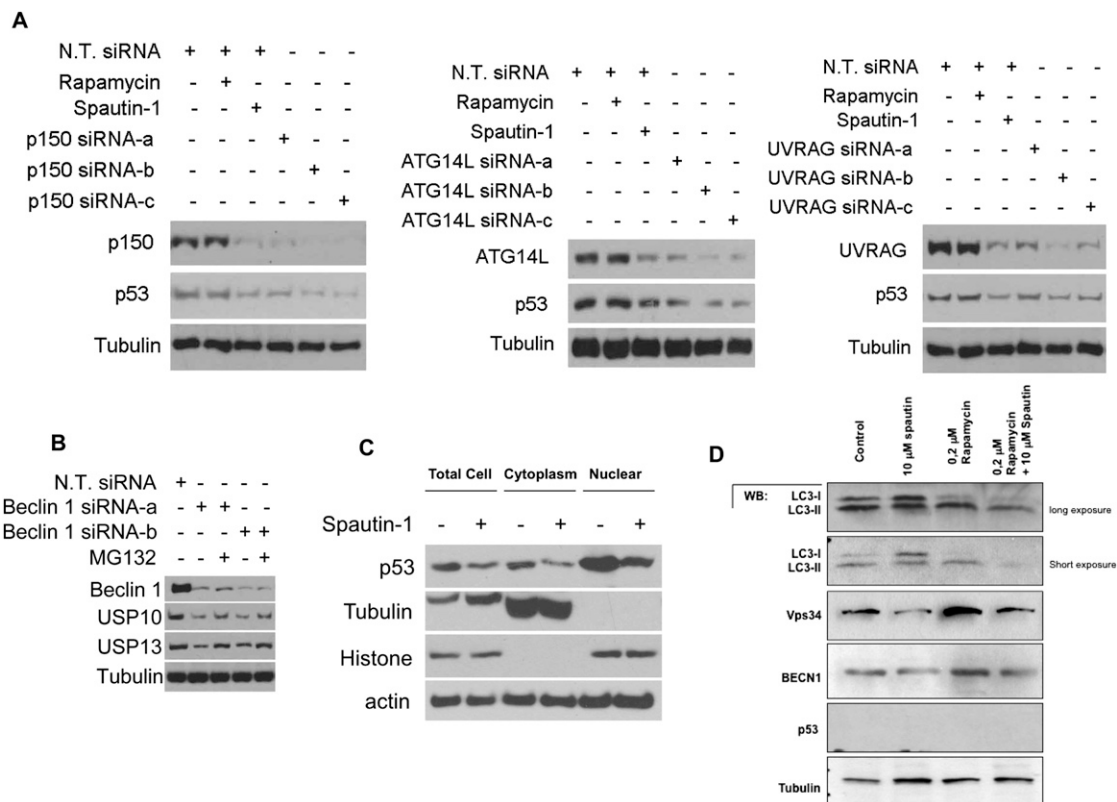 A
N.T. siRNA + + + - - -
Rapamycin - + - - - -
Spautin-1 - - + - - -
p150 siRNA-a - - - + - -
p150 siRNA-b - - - - + -
p150 siRNA-c - - - - - +
p150
p53
Tubulin
N.T. siRNA + + + - - -
Rapamycin - + - - - -
Spautin-1 - - + - - -
ATG14L siRNA-a - - - + - -
ATG14L siRNA-b - - - - + -
ATG14L siRNA-c - - - - - +
ATG14L
p53
Tubulin
N.T. siRNA + + + - - -
Rapamycin - + - - - -
Spautin-1 - - + - - -
UVRAG siRNA-a - - - + - -
UVRAG siRNA-b - - - - + -
UVRAG siRNA-c - - - - - +
UVRAG
p53
Tubulin
B
N.T. siRNA + - - - -
Beclin 1 siRNA-a - + + - -
Beclin 1 siRNA-b - - - + +
MG132 - - + - +
Beclin 1
USP10
USP13
Tubulin
C
Total Cell Cytoplasm Nuclear
Spautin-1 - + - + - +
p53
Tubulin
Histone
actin
D
Control
10 µM spautin
0,2 µM
Rapamycin
0,2 µM
Rapamycin
+ 10 µM Spautin
WB: LC3-I
LC3-II
long exposure
LC3-I
LC3-II
Short exposure
Vps34
BECN1
p53
Tubulin